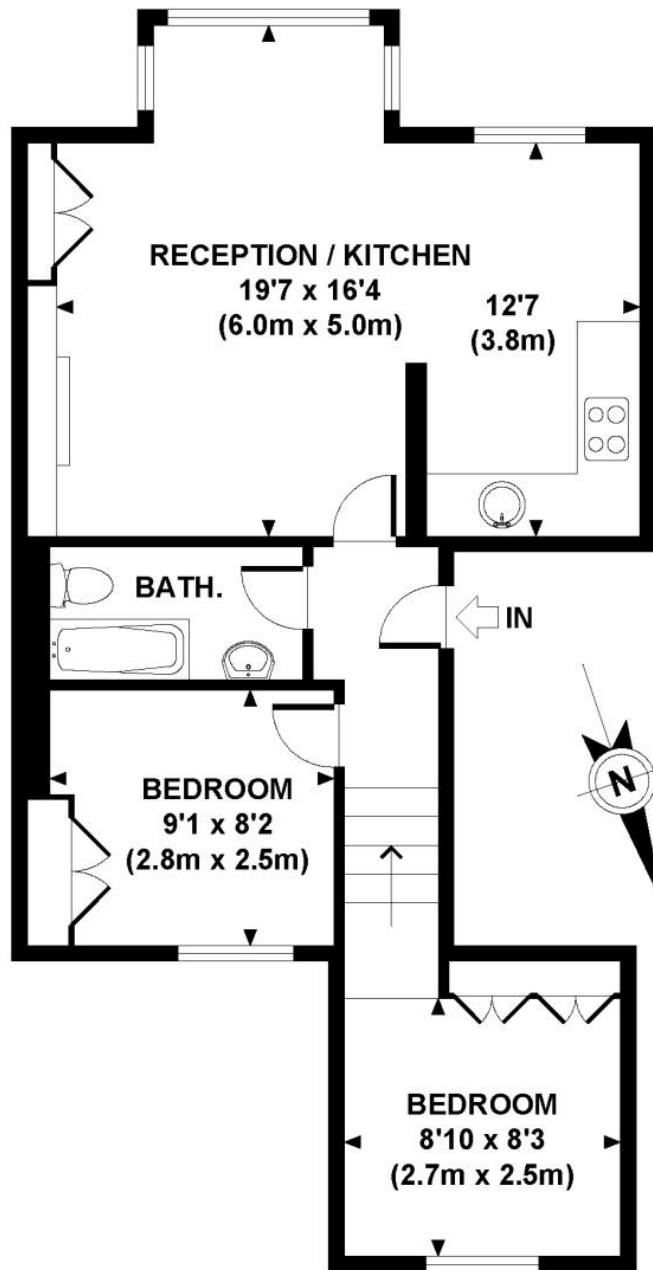 RECEPTION / KITCHEN
19'7 x 16'4
(6.0m x 5.0m)
12'7
(3.8m)
BATH.
IN
BEDROOM
9'1 x 8'2
(2.8m x 2.5m)
N
BEDROOM
8'10 x 8'3
(2.7m x 2.5m)